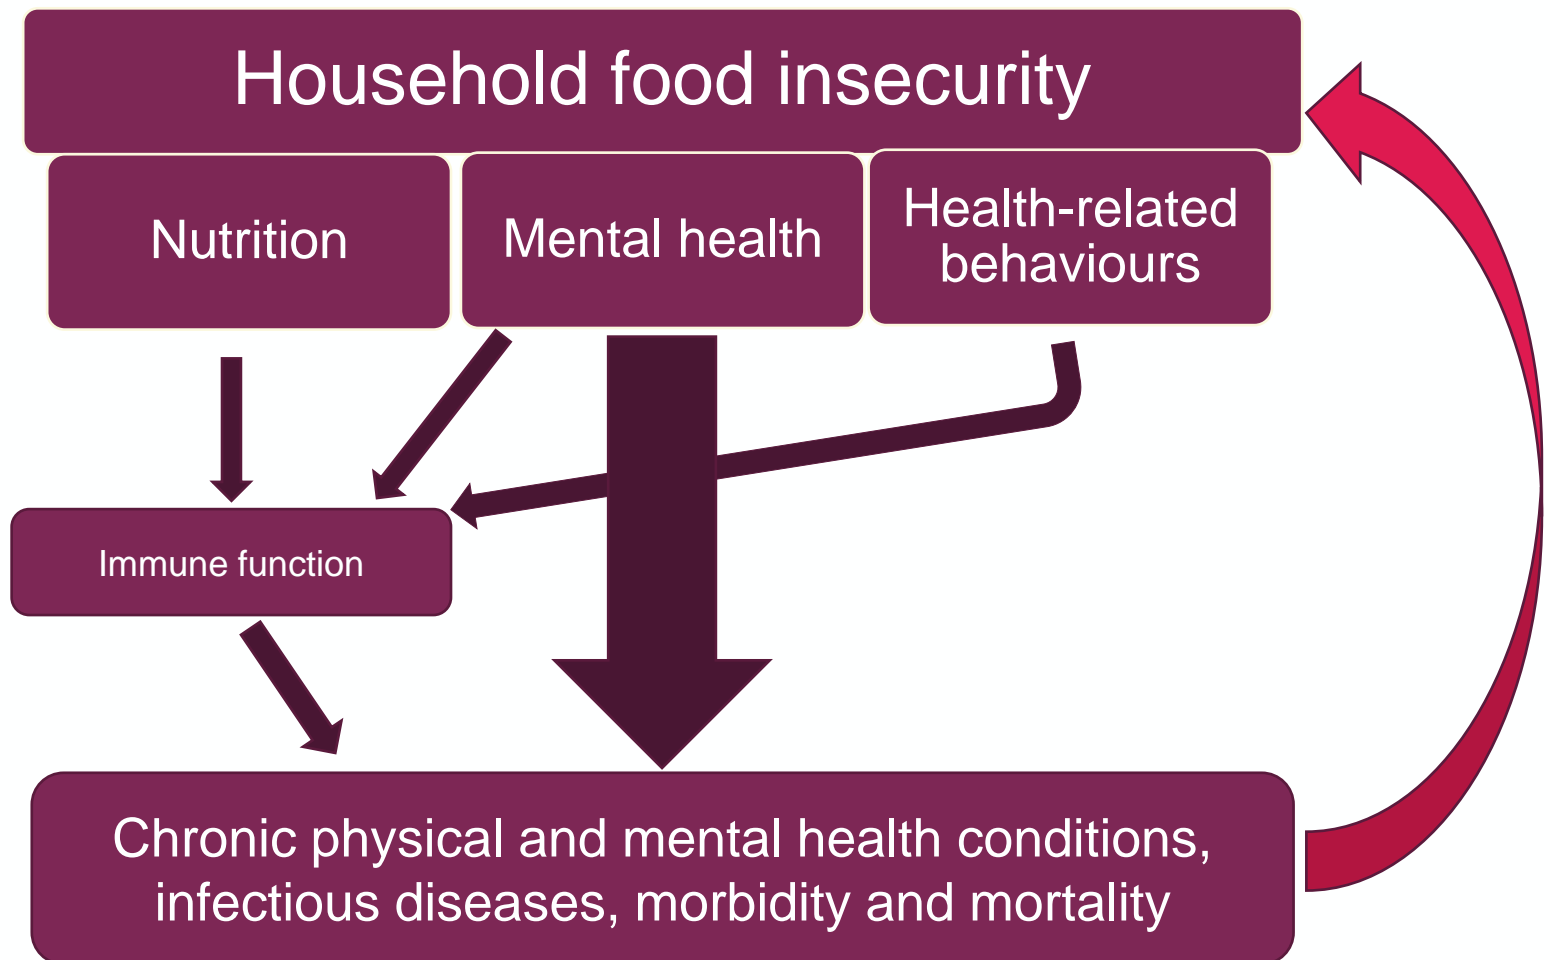 Household food insecurity
Nutrition
Mental health
Health-related
behaviours
Immune function
Chronic physical and mental health conditions,
infectious diseases, morbidity and mortality